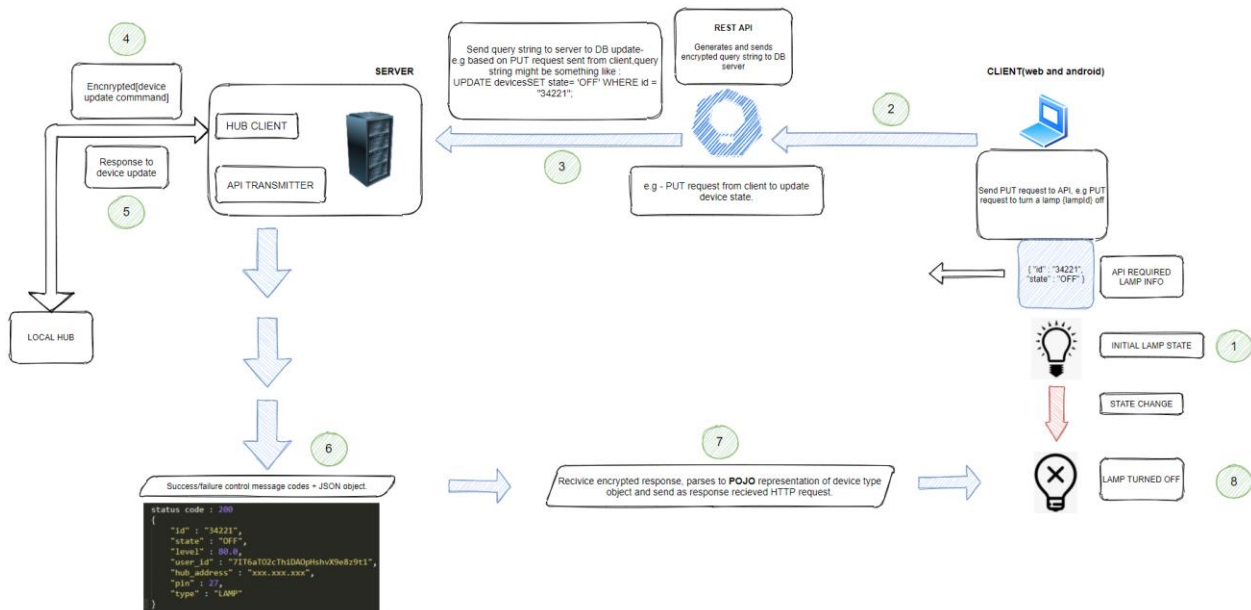 4
Encnrypted[device
update commmand]
Response to
device update
5
LOCAL HUB
SERVER
HUB CLIENT
API TRANSMITTER
Send query string to server to DB update-
e.g based on PUT request sent from client,query
string might be something like :
UPDATE devicesSET state= 'OFF' WHERE id =
"34221";
3
REST API
Generates and sends
encrypted query string to DB
server
e.g - PUT request from client to update
device state.
2
CLIENT(web and android)
Send PUT request to API, e.g PUT
request to turn a lamp (lampId) off
{ "id" : "34221",
"state" : "OFF" }
API REQUIRED
LAMP INFO
INITIAL LAMP STATE
1
STATE CHANGE
LAMP TURNED OFF
8
6
Success/failure control message codes + JSON object.
status code : 200
{
"id" : "34221",
"state" : "OFF",
"level" : 80.0,
"user_id" : "7IT6aTO2cThiDAOpHshvX9e8z9t1",
"hub_address" : "xxx.xxx.xxx",
"pin" : 27,
"type" : "LAMP"
}
7
Recivice encrypted response, parses to POJO representation of device type
object and send as response recieved HTTP request.